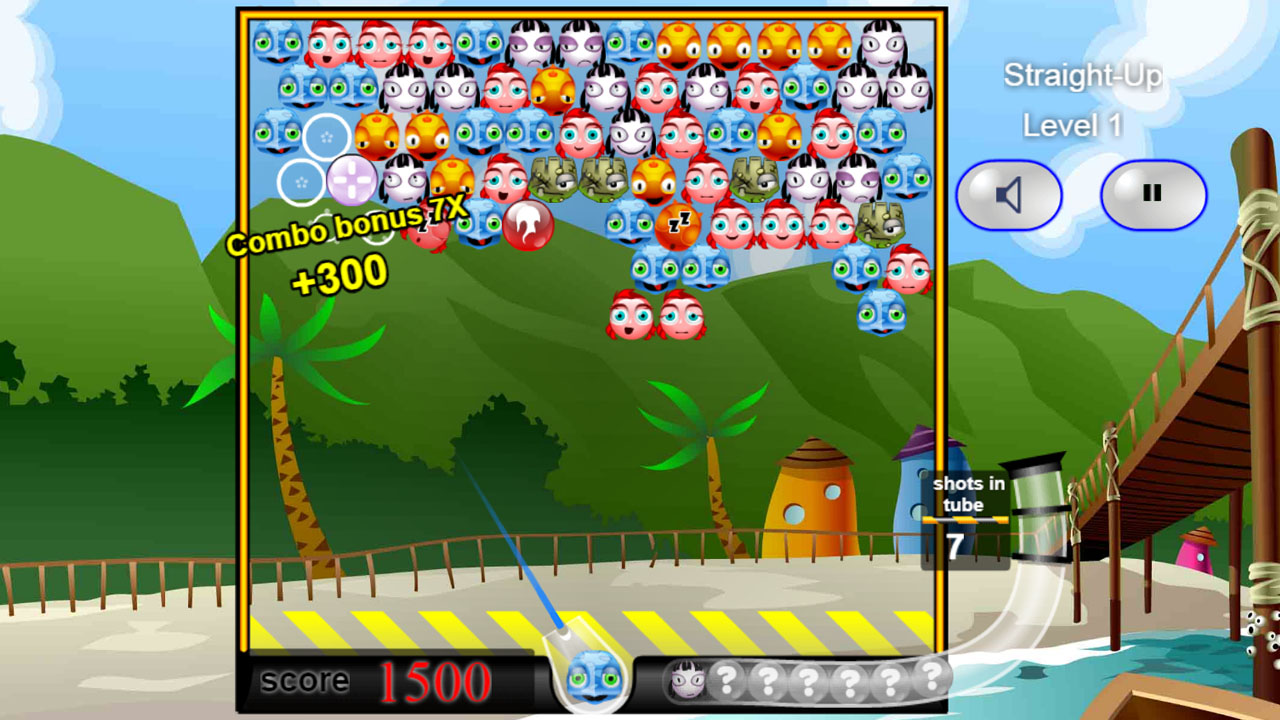 Straight-Up
Level 1
Combo bonus 7X
+300
z
z z
shots in
tube
7
score 1500
? ? ? ? ? ?